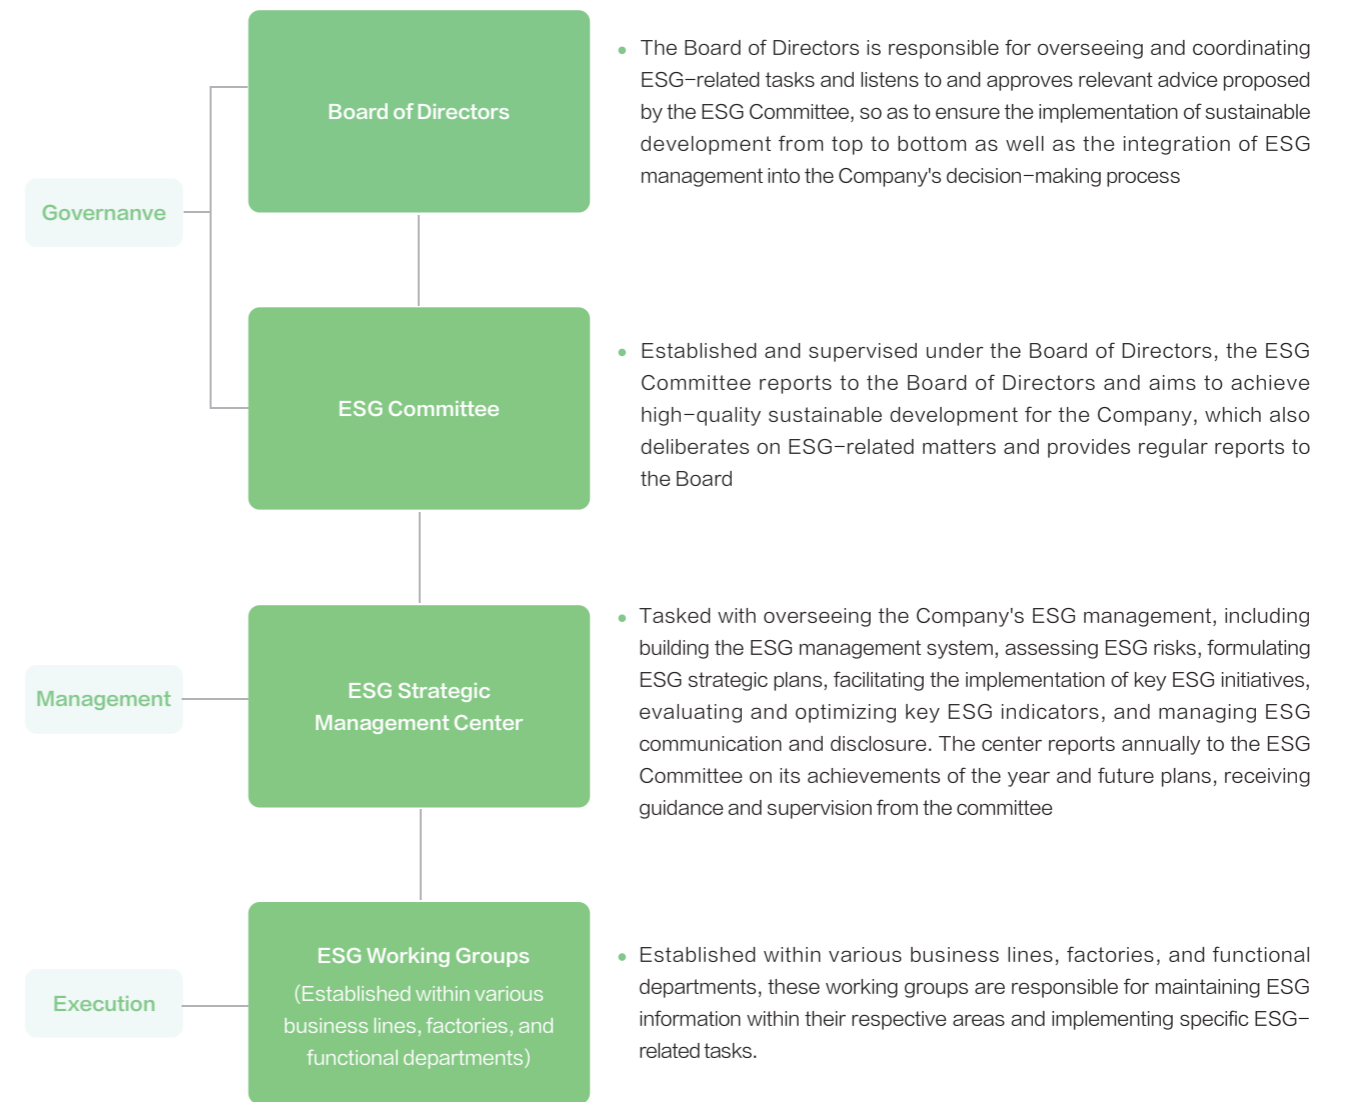 Governanve
Board of Directors
• The Board of Directors is responsible for overseeing and coordinating
ESG-related tasks and listens to and approves relevant advice proposed
by the ESG Committee, so as to ensure the implementation of sustainable
development from top to bottom as well as the integration of ESG
management into the Company's decision-making process
ESG Committee
• Established and supervised under the Board of Directors, the ESG
Committee reports to the Board of Directors and aims to achieve
high-quality sustainable development for the Company, which also
deliberates on ESG-related matters and provides regular reports to
the Board
Management
ESG Strategic
Management Center
• Tasked with overseeing the Company's ESG management, including
building the ESG management system, assessing ESG risks, formulating
ESG strategic plans, facilitating the implementation of key ESG initiatives,
evaluating and optimizing key ESG indicators, and managing ESG
communication and disclosure. The center reports annually to the ESG
Committee on its achievements of the year and future plans, receiving
guidance and supervision from the committee
Execution
ESG Working Groups
(Established within various
business lines, factories, and
functional departments)
• Established within various business lines, factories, and functional
departments, these working groups are responsible for maintaining ESG
information within their respective areas and implementing specific ESG-
related tasks.